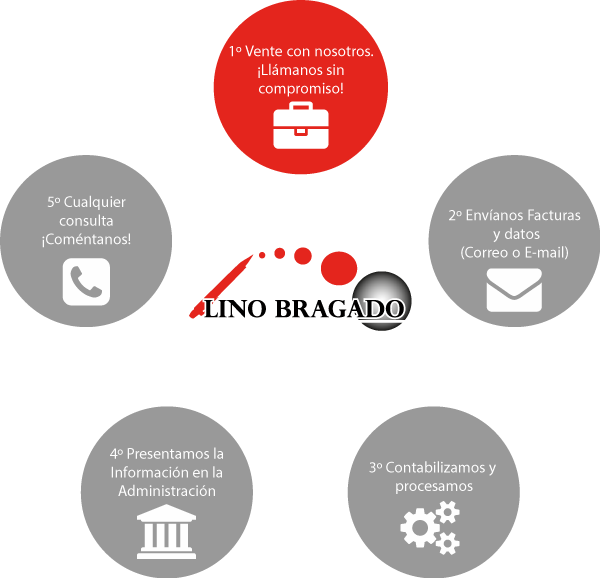 1º Vente con nosotros.
¡Llámanos sin
compromiso!
2º Envíanos Facturas
y datos
(Correo o E-mail)
3º Contabilizamos y
procesamos
4º Presentamos la
Información en la
Administración
5º Cualquier
consulta
¡Coméntanos!
LINO BRAGADO